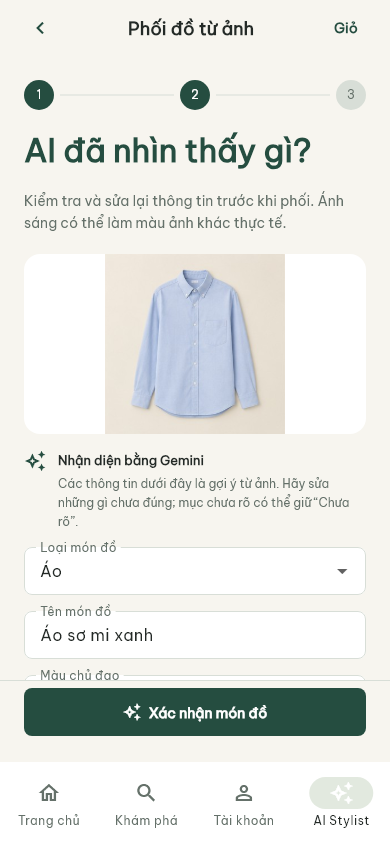 Phối đồ từ ảnh
Giỏ
1
2
3
AI đã nhìn thấy gì?
Kiểm tra và sửa lại thông tin trước khi phối. Ánh
sáng có thể làm màu ảnh khác thực tế.
Nhận diện bằng Gemini
Các thông tin dưới đây là gợi ý từ ảnh. Hãy sửa
những gì chưa đúng; mục chưa rõ có thể giữ “Chưa
rõ”.
Loại món đồ
Áo
Tên món đồ
Áo sơ mi xanh
Màu chủ đạo
Xác nhận món đồ
Trang chủ
Khám phá
Tài khoản
AI Stylist